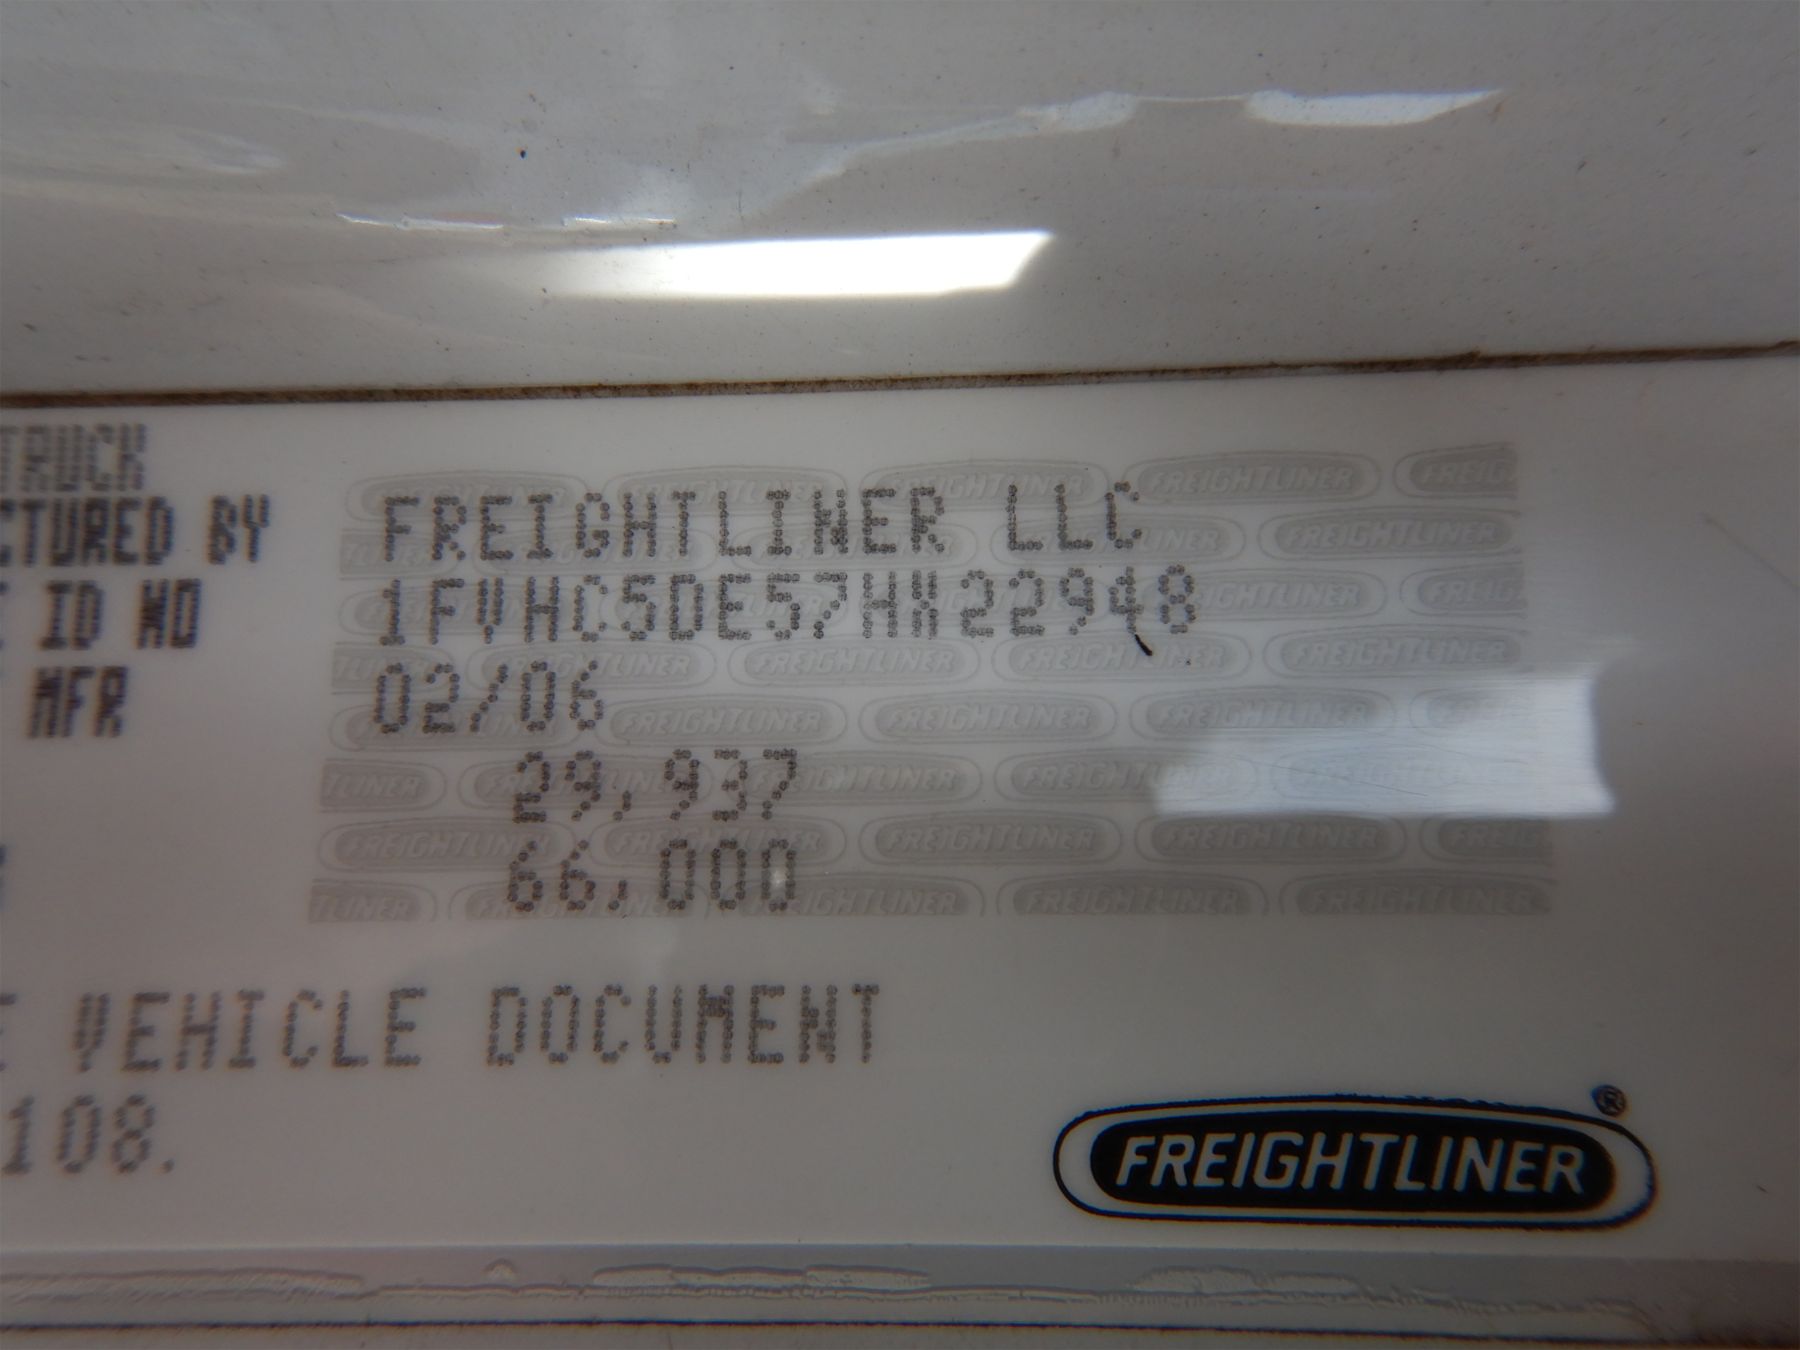 TRUCK
CTURED BY FREIGHTLINER LLC
ID NO 1FVHC5DE57HX22948
MFR 02/06
29,937
66,000
VEHICLE DOCUMENT
108.
FREIGHTLINER®